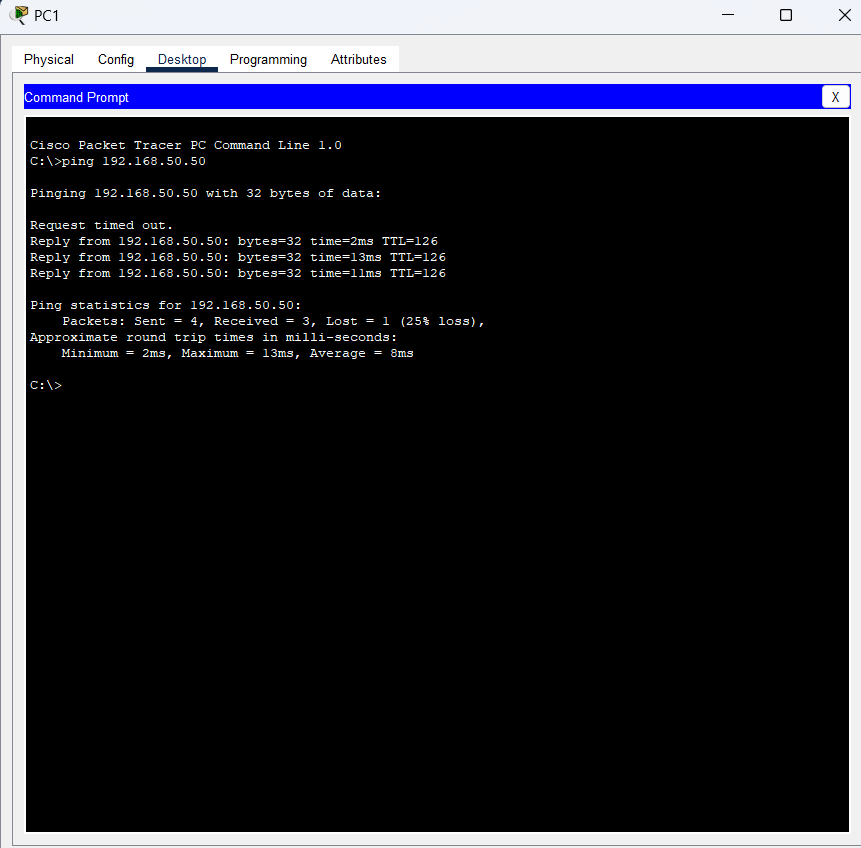 PC1
Physical Config Desktop Programming Attributes
Command Prompt X
Cisco Packet Tracer PC Command Line 1.0
C:\>ping 192.168.50.50
Pinging 192.168.50.50 with 32 bytes of data:
Request timed out.
Reply from 192.168.50.50: bytes=32 time=2ms TTL=126
Reply from 192.168.50.50: bytes=32 time=13ms TTL=126
Reply from 192.168.50.50: bytes=32 time=11ms TTL=126
Ping statistics for 192.168.50.50:
    Packets: Sent = 4, Received = 3, Lost = 1 (25% loss),
Approximate round trip times in milli-seconds:
    Minimum = 2ms, Maximum = 13ms, Average = 8ms
C:\>